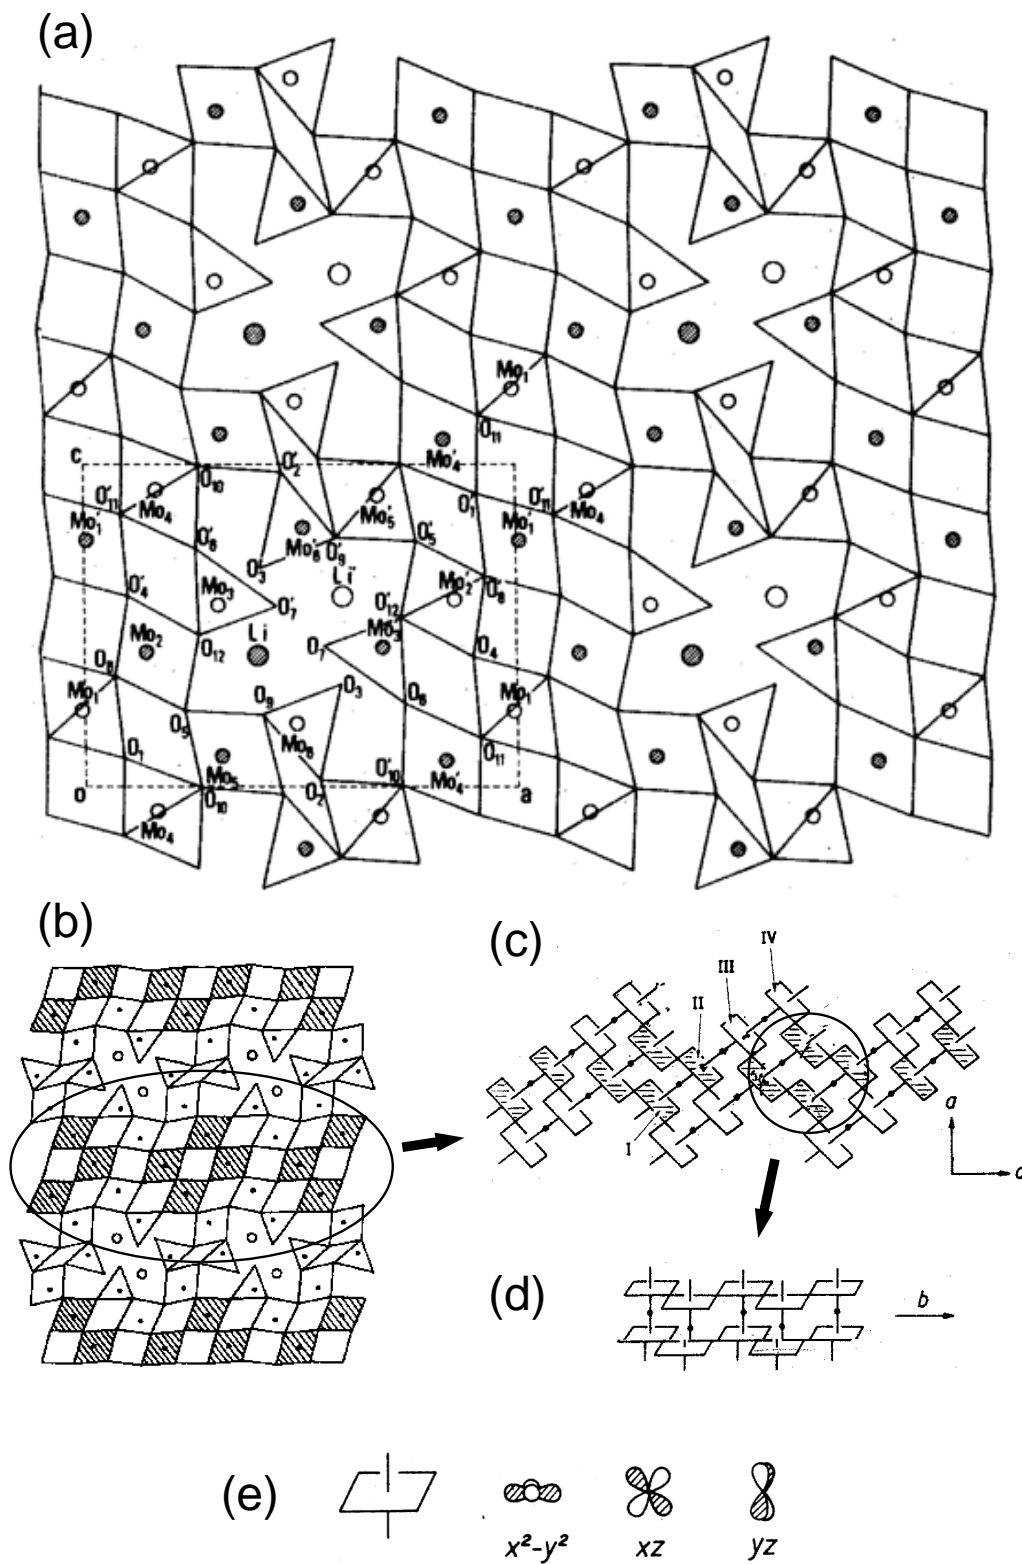 (a)
Mo₁
O₁₁
Mo'₄
c
O'₂
O₁₀
O'₁₁
Mo₄
Mo'₅
O'₁
O'₁₁
Mo₄
Mo'₁
Mo'₆
O'₉
O'₅
Mo'₁
O'₆
O₃
Li'
Mo'₂
O'₈
O'₄
Mo₃
O'₇
O'₁₂
Mo₂
O₁₂
Li
O₇
Mo'₃
O₄
O₈
O₃
O₆
Mo₁
Mo₁
O₉
O₅
Mo₆
O₁
Mo₅
O₁₁
O'₁₀
Mo'₄
o
O₁₀
O₂
a
Mo₄
(b)
(c)
IV
III
II
I
a
c
(d)
b
(e)
x²-y²
xz
yz